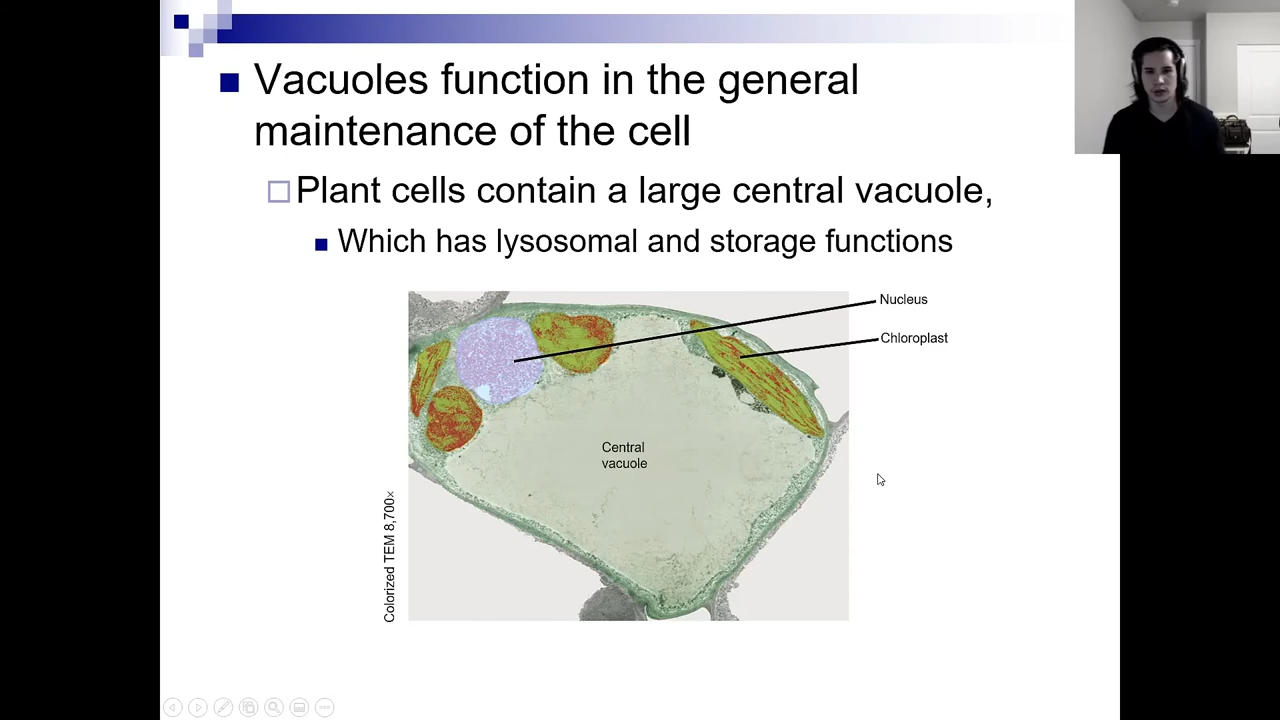 Vacuoles function in the general
maintenance of the cell
Plant cells contain a large central vacuole,
Which has lysosomal and storage functions
Nucleus
Chloroplast
Central
vacuole
Colorized TEM 8,700×